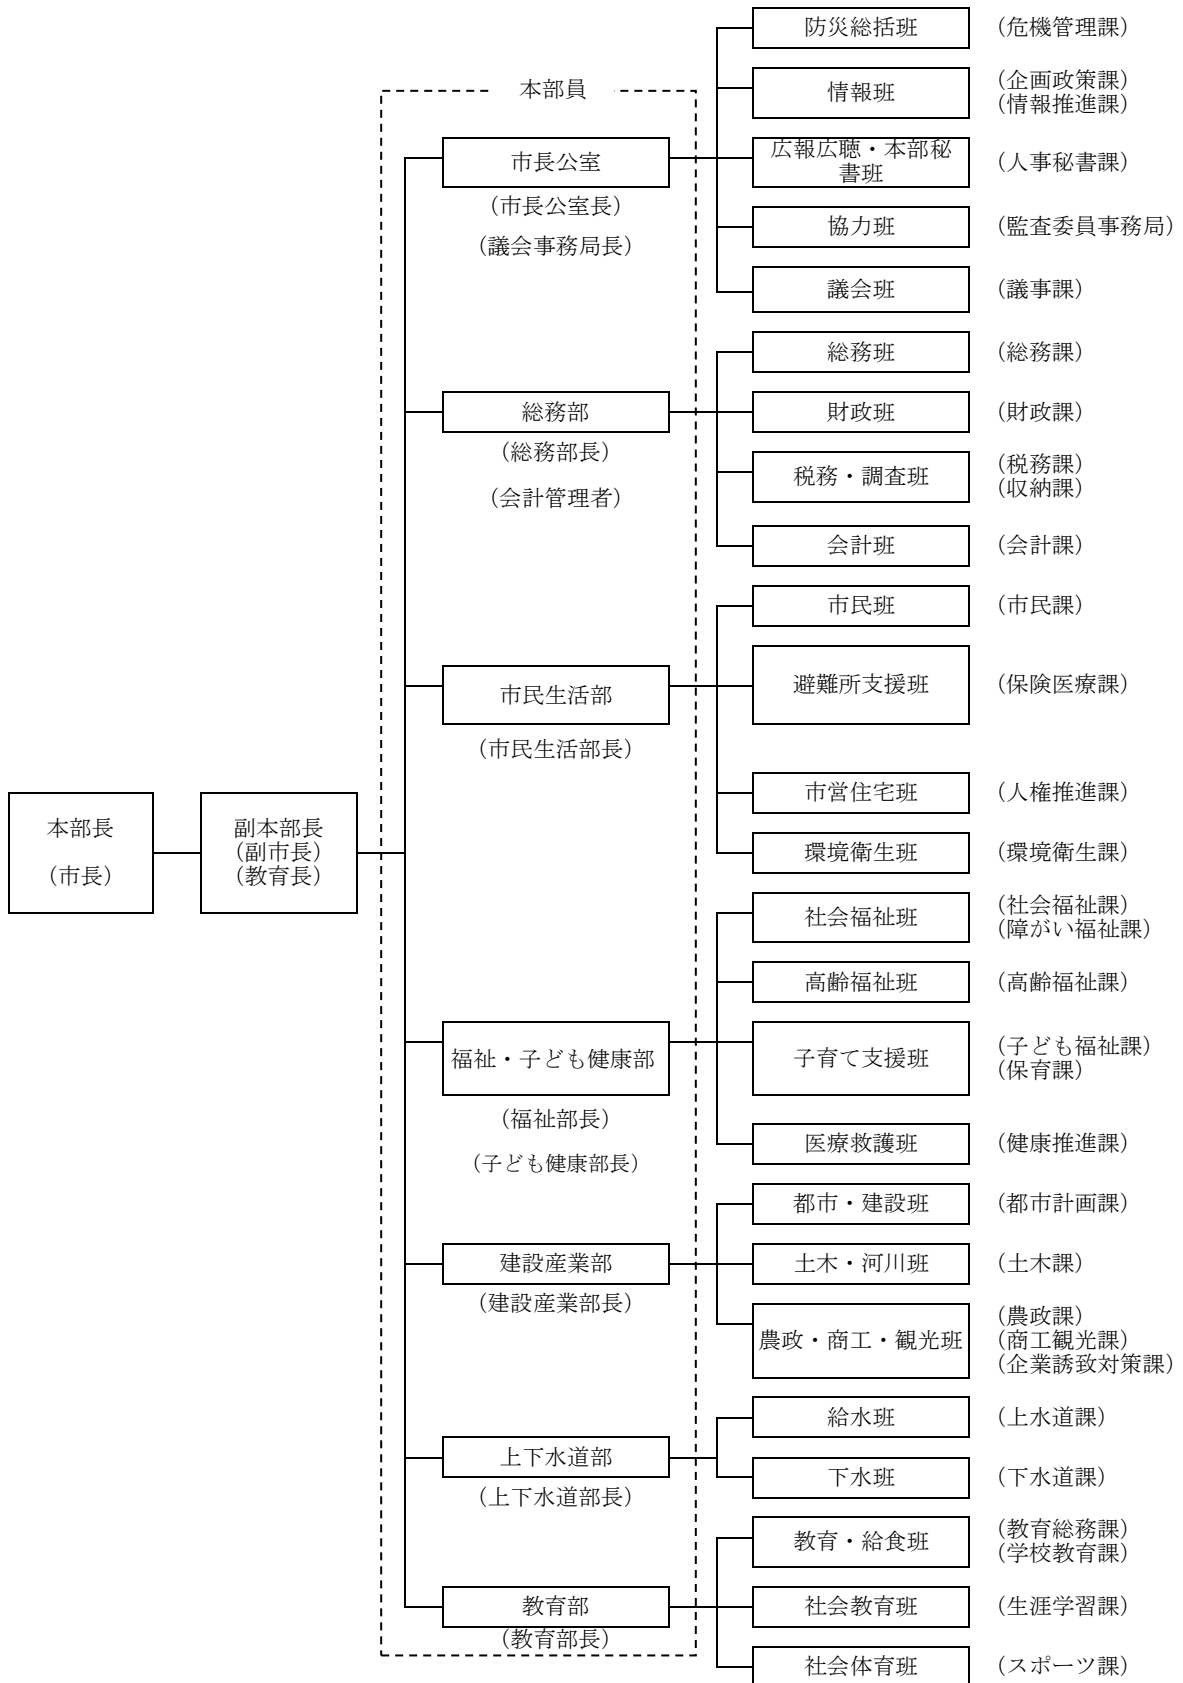 本部長
（市長）
副本部長
（副市長）
（教育長）
本部員
市長公室
（市長公室長）
（議会事務局長）
防災総括班
（危機管理課）
情報班
（企画政策課）
（情報推進課）
広報広聴・本部秘
書班
（人事秘書課）
協力班
（監査委員事務局）
議会班
（議事課）
総務部
（総務部長）
（会計管理者）
総務班
（総務課）
財政班
（財政課）
税務・調査班
（税務課）
（収納課）
会計班
（会計課）
市民生活部
（市民生活部長）
市民班
（市民課）
避難所支援班
（保険医療課）
市営住宅班
（人権推進課）
環境衛生班
（環境衛生課）
福祉・子ども健康部
（福祉部長）
（子ども健康部長）
社会福祉班
（社会福祉課）
（障がい福祉課）
高齢福祉班
（高齢福祉課）
子育て支援班
（子ども福祉課）
（保育課）
医療救護班
（健康推進課）
建設産業部
（建設産業部長）
都市・建設班
（都市計画課）
土木・河川班
（土木課）
農政・商工・観光班
（農政課）
（商工観光課）
（企業誘致対策課）
上下水道部
（上下水道部長）
給水班
（上水道課）
下水班
（下水道課）
教育部
（教育部長）
教育・給食班
（教育総務課）
（学校教育課）
社会教育班
（生涯学習課）
社会体育班
（スポーツ課）